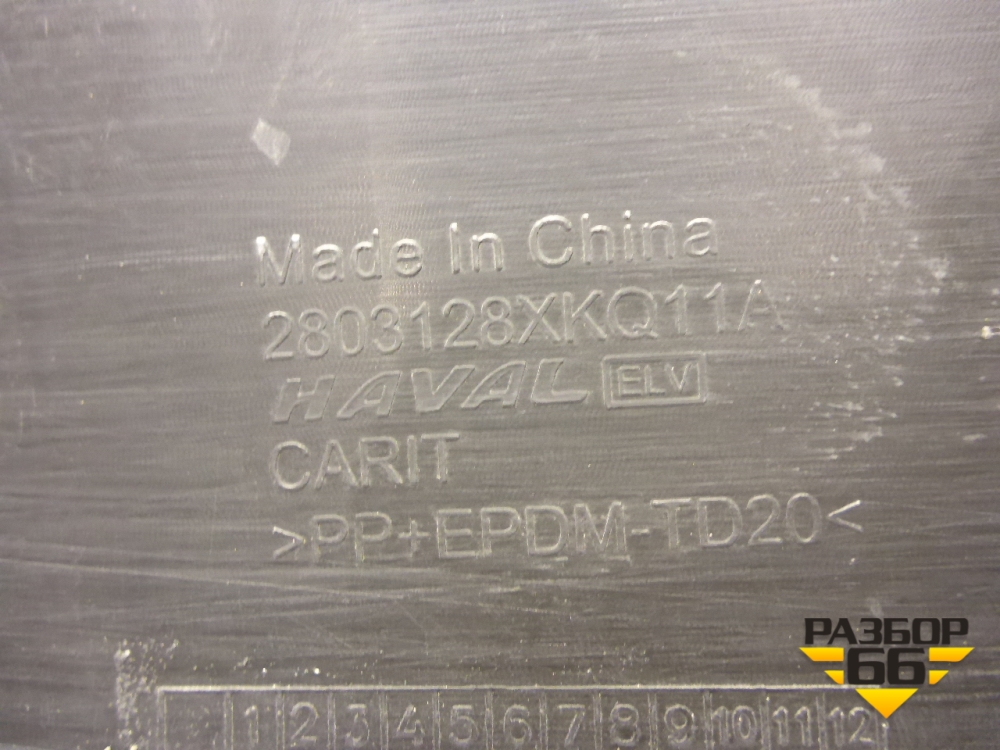 Made In China
2803128XKQ11A
HAVAL ELV
CARIT
>PP+EPDM-TD20<
РАЗБОР
66
1 2 3 4 5 6 7 8 9 10 11 12